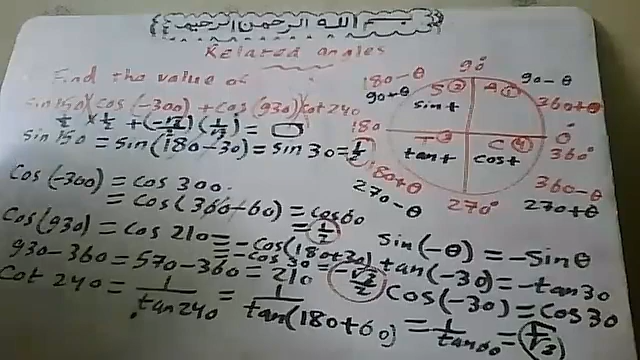 بسم الله الرحمن الرحيم
Related angles
Find the value of
sin 150 cos(-300) + cos(930) cot 240
1/2 × 1/2 + (-√3/2)(1/√3) =
sin 150 = sin(180-30) = sin 30 = 1/2
cos(-300) = cos 300
= cos(360-60) = cos 60
= 1/2
cos(930) = cos 210 = -cos(180+30)
930-360 = 570-360 = 210
= -cos 30 = -√3/2
cot 240 = 1/tan 240 = 1/tan(180+60) = 1/tan 60 = 1/√3
90°
180-θ
90-θ
90+θ
S ②
A ①
360+θ
sin +
180
0°
T ③
C ④
360°
tan +
cos +
180+θ
360-θ
270-θ
270°
270+θ
sin(-θ) = -sin θ
tan(-30) = -tan 30
cos(-30) = cos 30